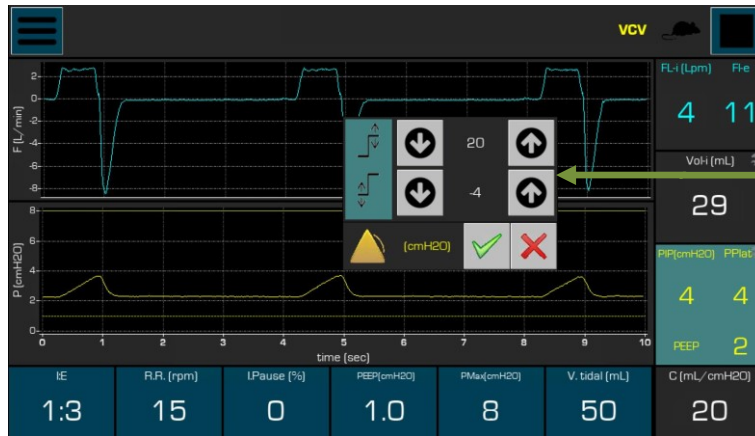 VCV
FL-i (Lpm) Fl-e
4 11
F (L/min)
2
0
-2
-4
-6
-8
20
-4
(cmH2O)
Vol-i (mL)
29
P (cmH2O)
8
6
4
2
0
0 1 2 3 4 5 6 7 8 9 10
time (sec)
PIP(cmH2O) PPlat
4 4
PEEP 2
I:E R.R. (rpm) I.Pause (%) PEEP(cmH2O) PMax(cmH2O) V. tidal (mL) C (mL/cmH2O)
1:3 15 0 1.0 8 50 20